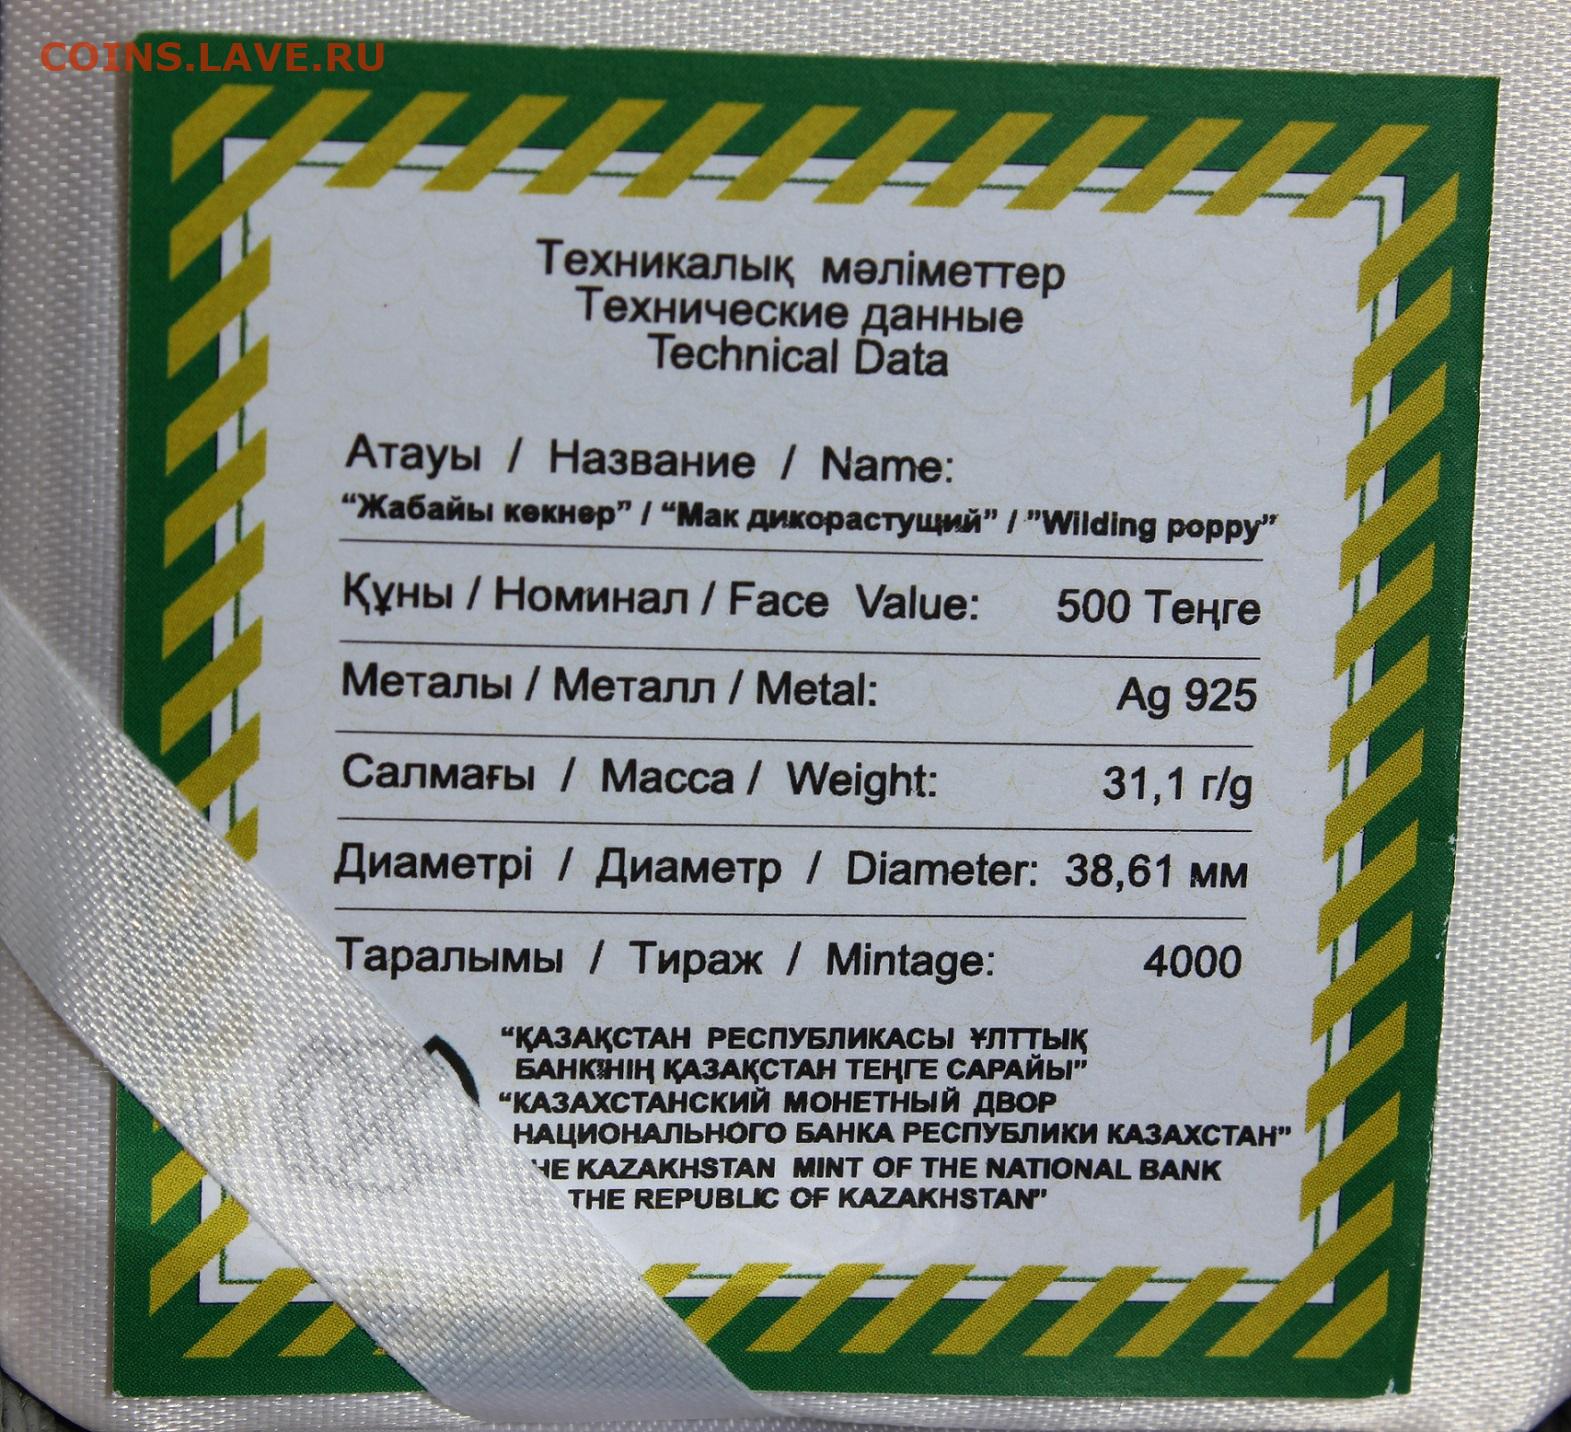 COINS.LAVE.RU
Техникалық мәліметтер
Технические данные
Technical Data
Атауы / Название / Name:
“Жабайы көкнәр” / “Мак дикорастущий” / ”Wilding poppy”
Құны / Номинал / Face Value: 500 Теңге
Металы / Металл / Metal: Ag 925
Салмағы / Масса / Weight: 31,1 г/g
Диаметрі / Диаметр / Diameter: 38,61 мм
Таралымы / Тираж / Mintage: 4000
“ҚАЗАҚСТАН РЕСПУБЛИКАСЫ ҰЛТТЫҚ
БАНКІНІҢ ҚАЗАҚСТАН ТЕҢГЕ САРАЙЫ”
“КАЗАХСТАНСКИЙ МОНЕТНЫЙ ДВОР
НАЦИОНАЛЬНОГО БАНКА РЕСПУБЛИКИ КАЗАХСТАН”
HE KAZAKHSTAN MINT OF THE NATIONAL BANK
THE REPUBLIC OF KAZAKHSTAN”